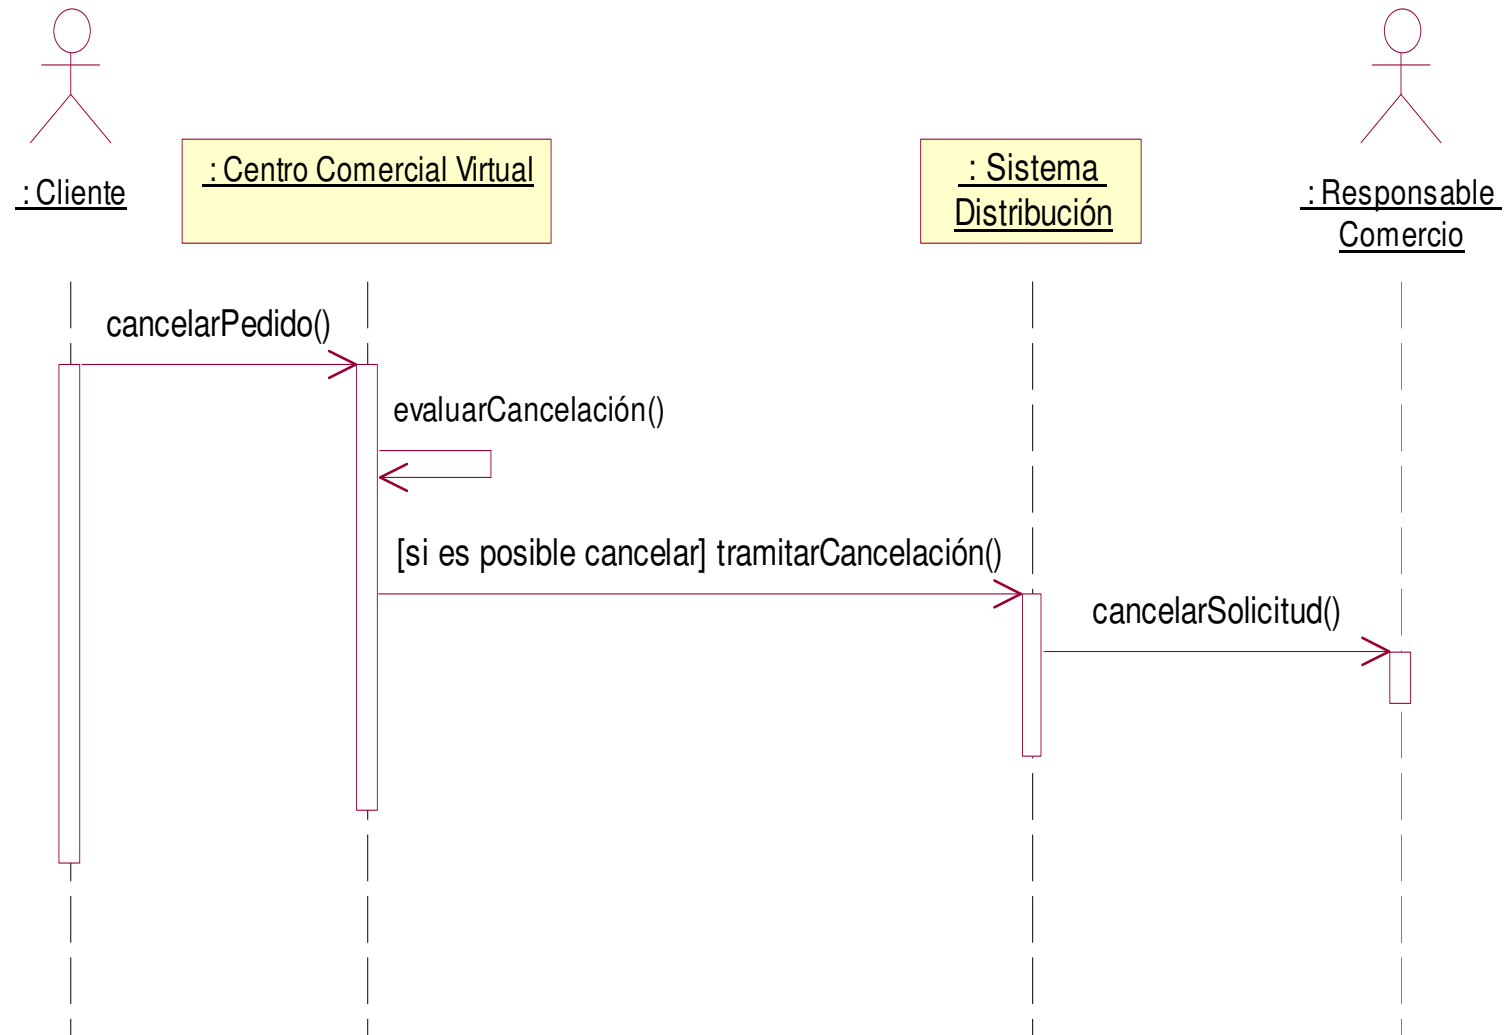 : Cliente
: Centro Comercial Virtual
: Sistema
Distribución
: Responsable
Comercio
cancelarPedido()
evaluarCancelación()
[si es posible cancelar] tramitarCancelación()
cancelarSolicitud()